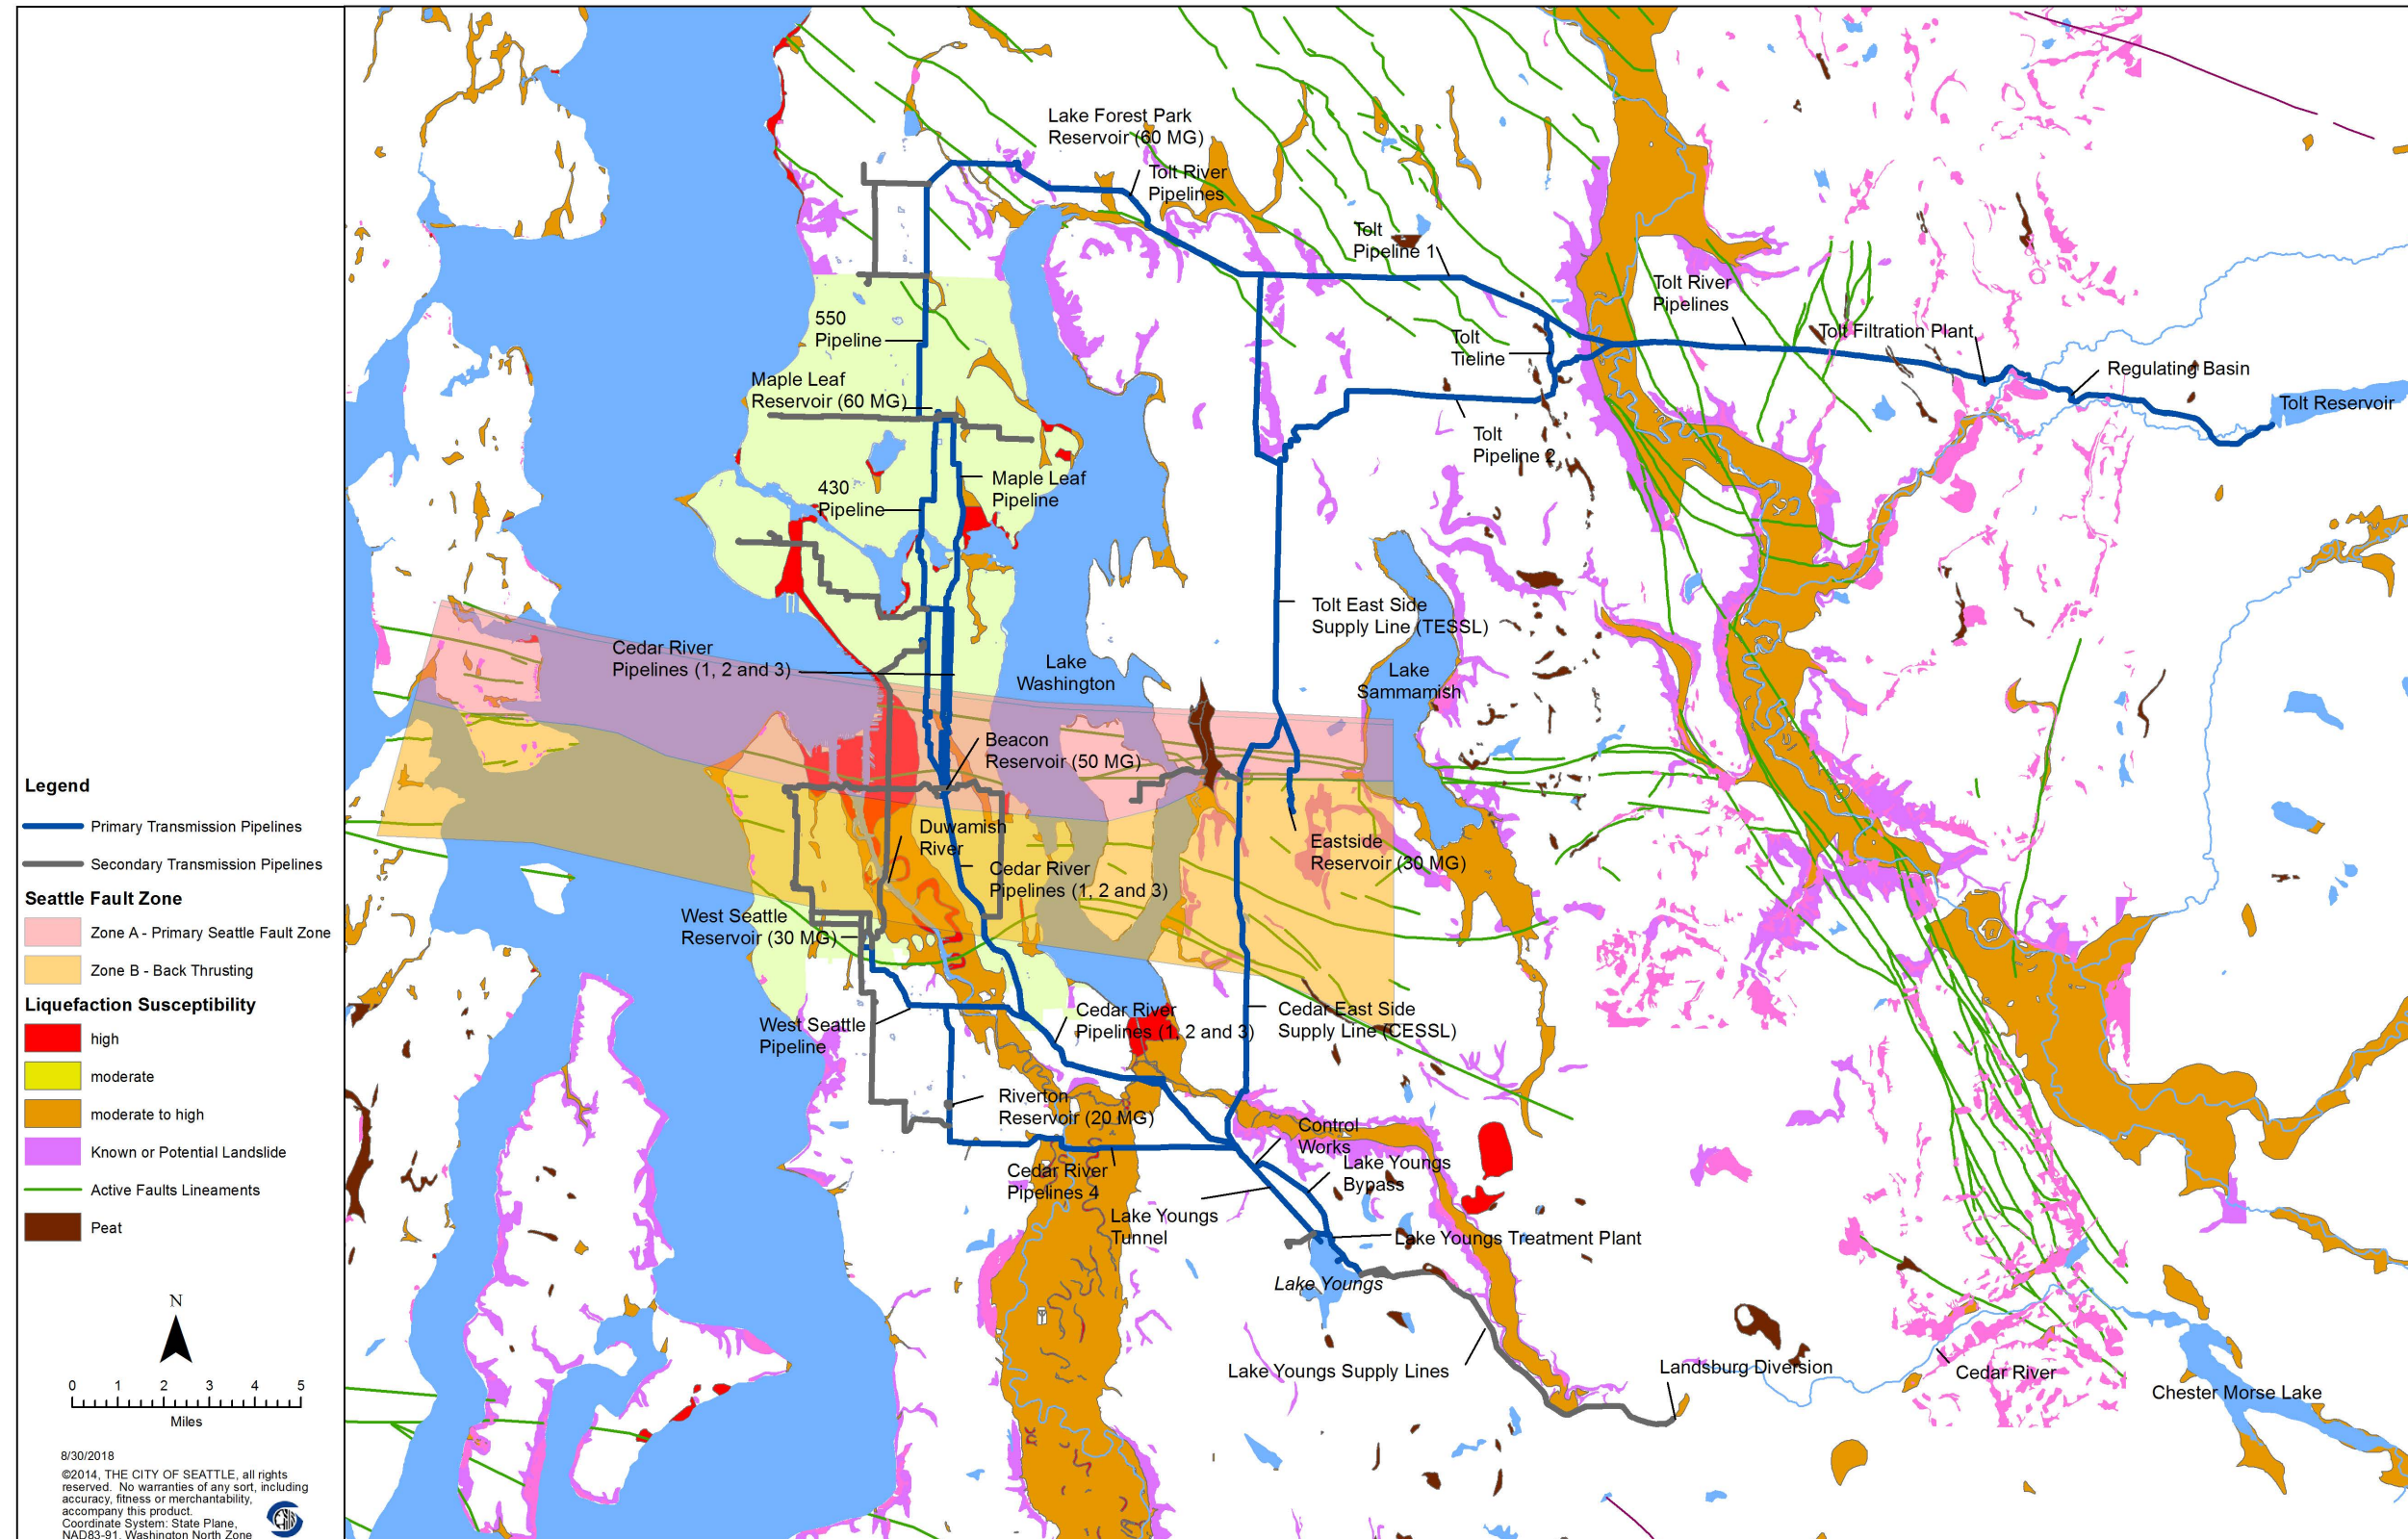 Legend
Primary Transmission Pipelines
Secondary Transmission Pipelines
Seattle Fault Zone
Zone A - Primary Seattle Fault Zone
Zone B - Back Thrusting
Liquefaction Susceptibility
high
moderate
moderate to high
Known or Potential Landslide
Active Faults Lineaments
Peat
N
0 1 2 3 4 5
Miles
8/30/2018
©2014, THE CITY OF SEATTLE, all rights
reserved. No warranties of any sort, including
accuracy, fitness or merchantability,
accompany this product.
Coordinate System: State Plane,
NAD83-91, Washington North Zone
Lake Forest Park
Reservoir (60 MG)
Tolt River
Pipelines
Tolt
Pipeline 1
Tolt River
Pipelines
Tolt Filtration Plant
Regulating Basin
Tolt Reservoir
550
Pipeline
Tolt
Tieline
Maple Leaf
Reservoir (60 MG)
Tolt
Pipeline 2
430
Pipeline
Maple Leaf
Pipeline
Tolt East Side
Supply Line (TESSL)
Cedar River
Pipelines (1, 2 and 3)
Lake
Washington
Lake
Sammamish
Beacon
Reservoir (50 MG)
Duwamish
River
Eastside
Reservoir (30 MG)
Cedar River
Pipelines (1, 2 and 3)
West Seattle
Reservoir (30 MG)
West Seattle
Pipeline
Cedar River
Pipelines (1, 2 and 3)
Cedar East Side
Supply Line (CESSL)
Riverton
Reservoir (20 MG)
Control
Works
Cedar River
Pipelines 4
Lake Youngs
Bypass
Lake Youngs
Tunnel
Lake Youngs Treatment Plant
Lake Youngs
Lake Youngs Supply Lines
Landsburg Diversion
Cedar River
Chester Morse Lake